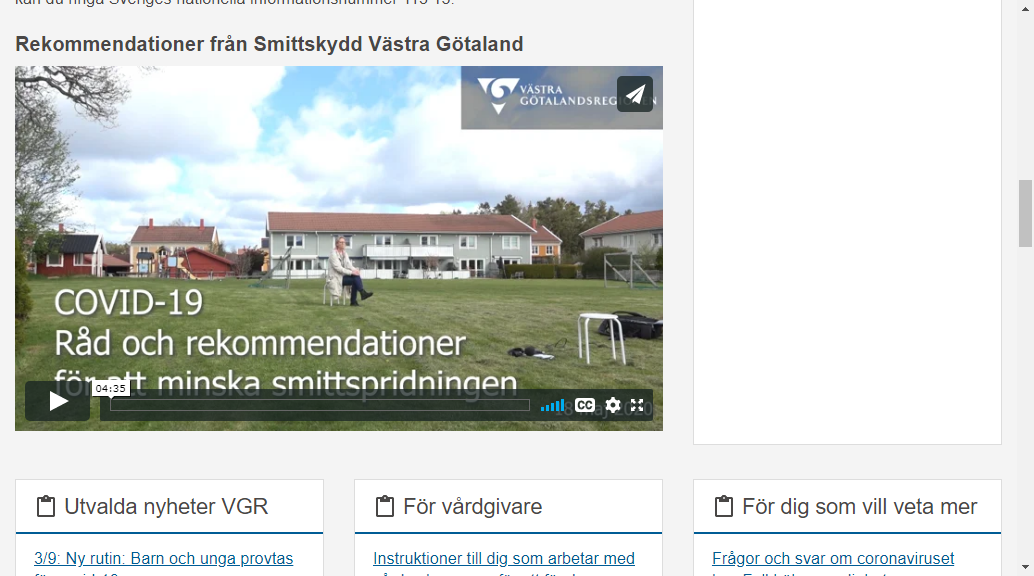 kan du ringa Sveriges nationella informationsnummer 113 13.
Rekommendationer från Smittskydd Västra Götaland
VÄSTRA
GÖTALANDSREGIONEN
COVID-19
Råd och rekommendationer
för att minska smittspridningen
04:35
CC
18 maj 2020
Utvalda nyheter VGR
För vårdgivare
För dig som vill veta mer
3/9: Ny rutin: Barn och unga provtas
Instruktioner till dig som arbetar med
Frågor och svar om coronaviruset